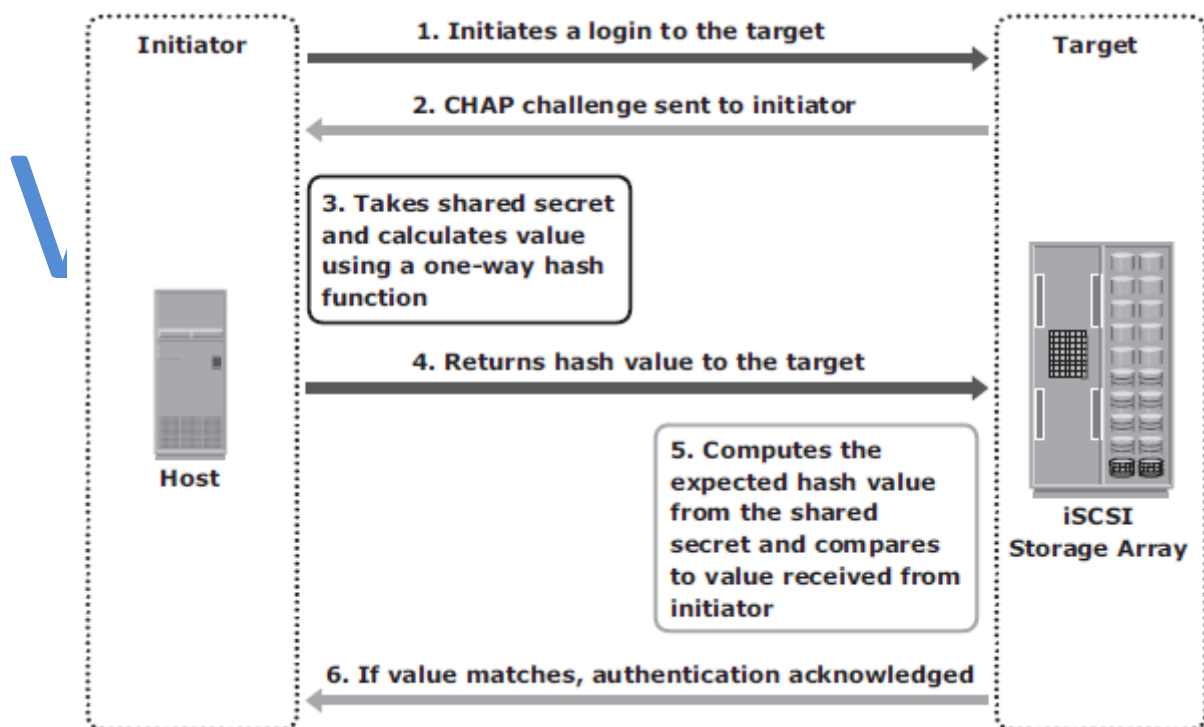 Initiator
1. Initiates a login to the target
Target
2. CHAP challenge sent to initiator
3. Takes shared secret
and calculates value
using a one-way hash
function
4. Returns hash value to the target
Host
5. Computes the
expected hash value
from the shared
secret and compares
to value received from
initiator
iSCSI
Storage Array
6. If value matches, authentication acknowledged